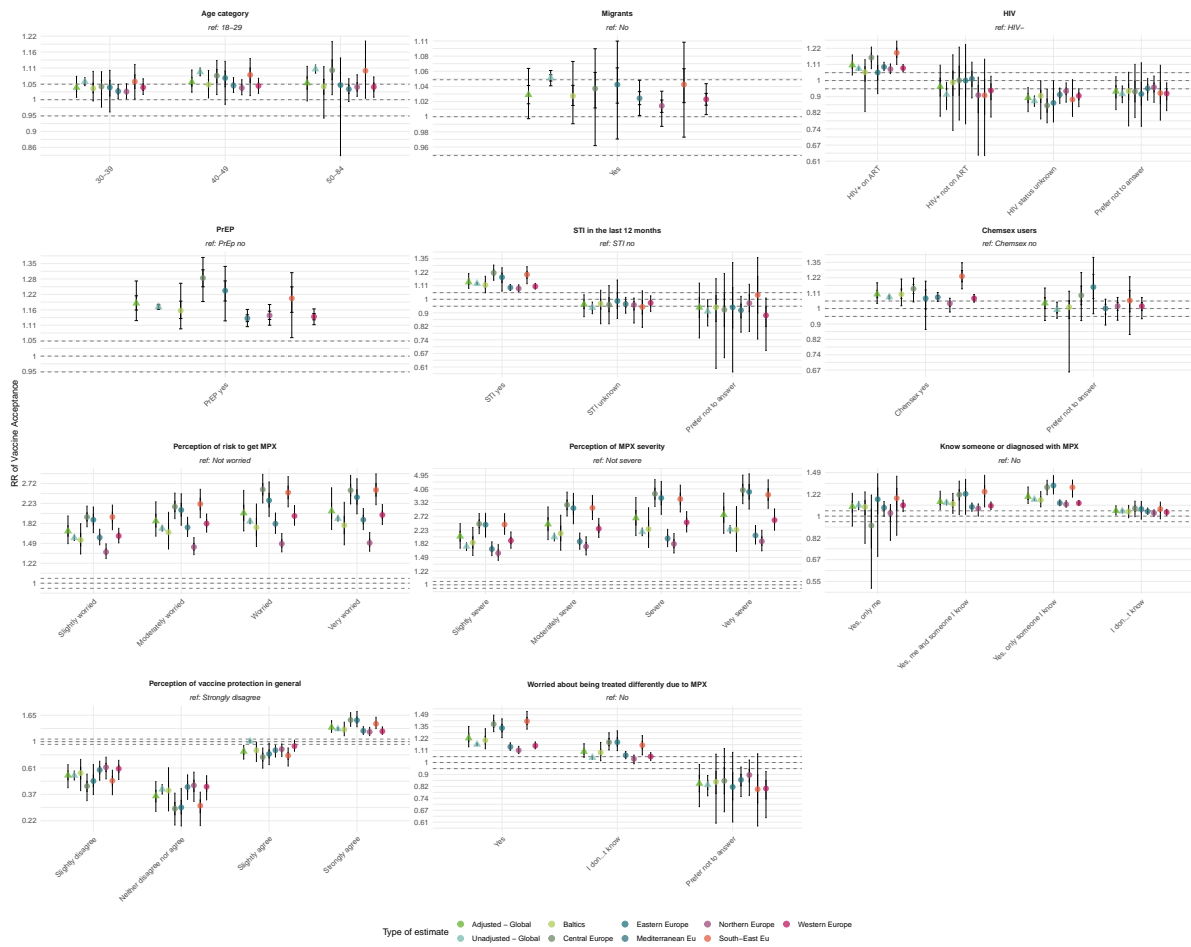 Age category
ref: 18–29
1.22
1.16
1.11
1.05
1
0.95
0.9
0.86
30–39
40–49
50–84
Migrants
ref: No
1.11
1.08
1.06
1.04
1.02
1
0.98
0.96
Yes
HIV
ref: HIV–
1.22
1.11
1
0.9
0.82
0.74
0.67
0.61
HIV+ on ART
HIV+ not on ART
HIV status unknown
Prefer not to answer
PrEP
ref: PrEp no
1.35
1.28
1.22
1.16
1.11
1.05
1
0.95
PrEP yes
STI in the last 12 months
ref: STI no
1.35
1.22
1.11
1
0.9
0.82
0.74
0.67
0.61
STI yes
STI unknown
Prefer not to answer
Chemsex users
ref: Chemsex no
1.35
1.22
1.11
1
0.9
0.82
0.74
0.67
Chemsex yes
Prefer not to answer
RR of Vaccine Acceptance
Perception of risk to get MPX
ref: Not worried
2.72
2.23
1.82
1.49
1.22
1
Slightly worried
Moderately worried
Worried
Very worried
Perception of MPX severity
ref: Not severe
4.95
4.06
3.32
2.72
2.23
1.82
1.49
1.22
1
Slightly severe
Moderately severe
Severe
Very severe
Know someone or diagnosed with MPX
ref: No
1.49
1.22
1
0.82
0.67
0.55
Yes, only me
Yes, me and someone I know
Yes, only someone I know
I don...t know
Perception of vaccine protection in general
ref: Strongly disagree
1.65
1
0.61
0.37
0.22
Slightly disagree
Neither disagree nor agree
Slightly agree
Strongly agree
Worried about being treated differently due to MPX
ref: No
1.49
1.35
1.22
1.11
1
0.9
0.82
0.74
0.67
0.61
Yes
I don...t know
Prefer not to answer
Type of estimate
Adjusted – Global
Baltics
Eastern Europe
Northern Europe
Western Europe
Unadjusted – Global
Central Europe
Mediterranean Eu
South–East Eu